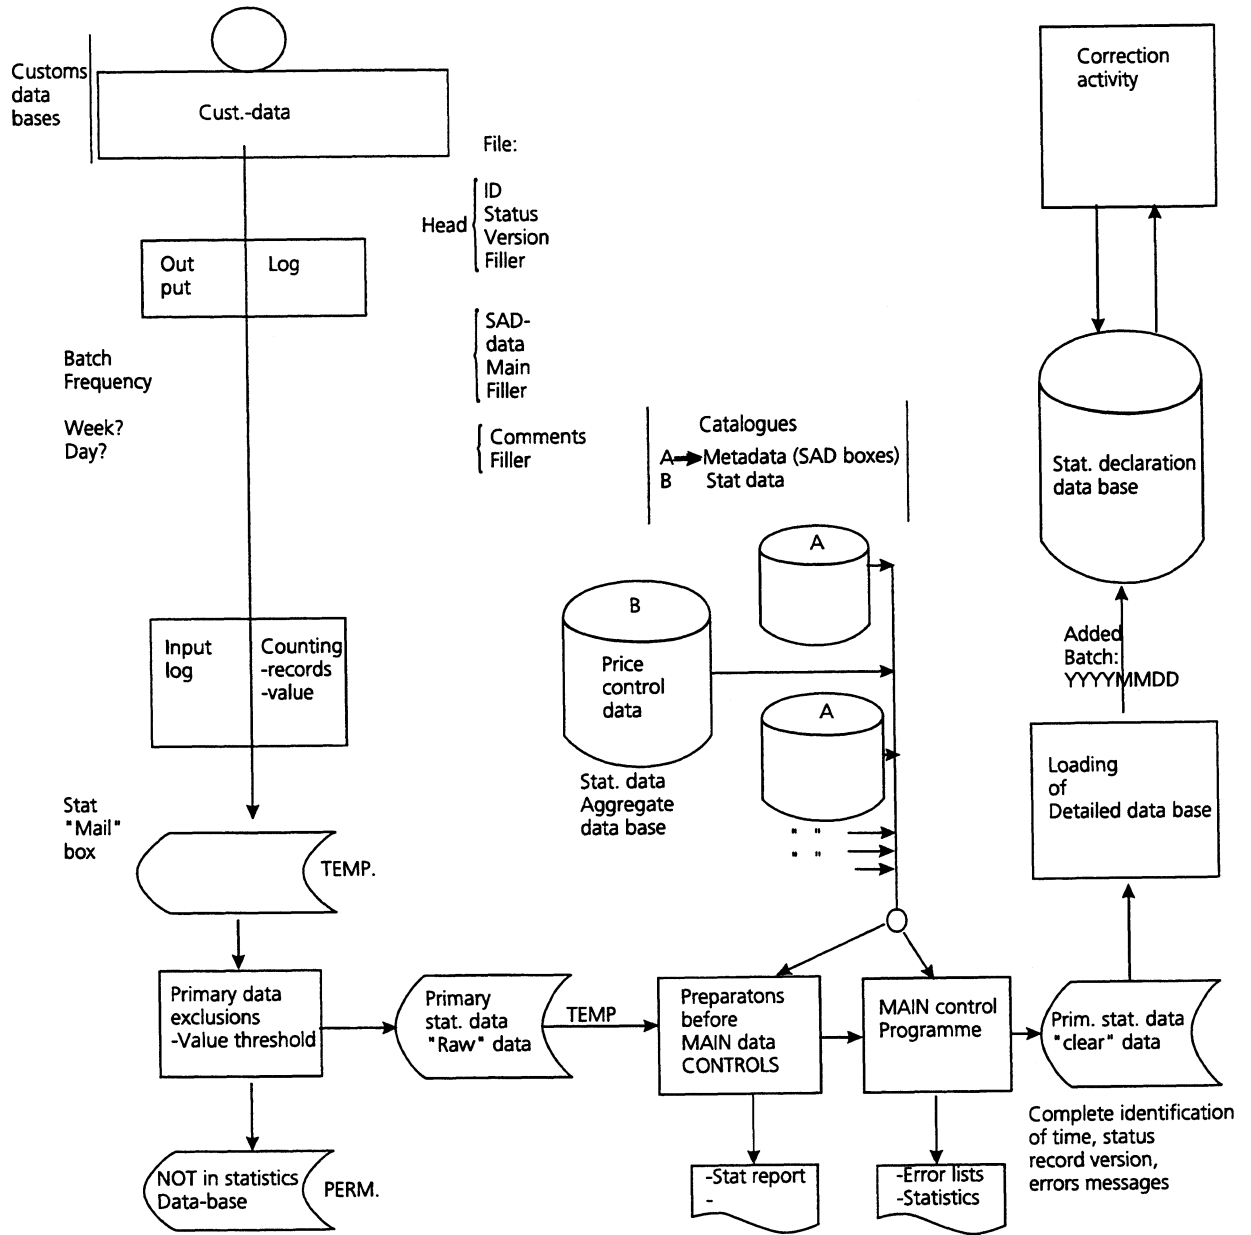 Customs
data
bases
Cust.-data
File:
Head
ID
Status
Version
Filler
Out
put
Log
SAD-
data
Main
Filler
Batch
Frequency
Week?
Day?
Comments
Filler
Catalogues
A Metadata (SAD boxes)
B Stat data
Correction
activity
Stat. declaration
data base
A
B
Price
control
data
A
Stat. data
Aggregate
data base
" "
" "
Input
log
Counting
-records
-value
Stat
"Mail"
box
TEMP.
Added
Batch:
YYYYMMDD
Loading
of
Detailed data base
Primary data
exclusions
-Value threshold
Primary
stat. data
"Raw" data
TEMP
Preparatons
before
MAIN data
CONTROLS
MAIN control
Programme
Prim. stat. data
"clear" data
Complete identification
of time, status
record version,
errors messages
NOT in statistics
Data-base
PERM.
-Stat report
-
-Error lists
-Statistics